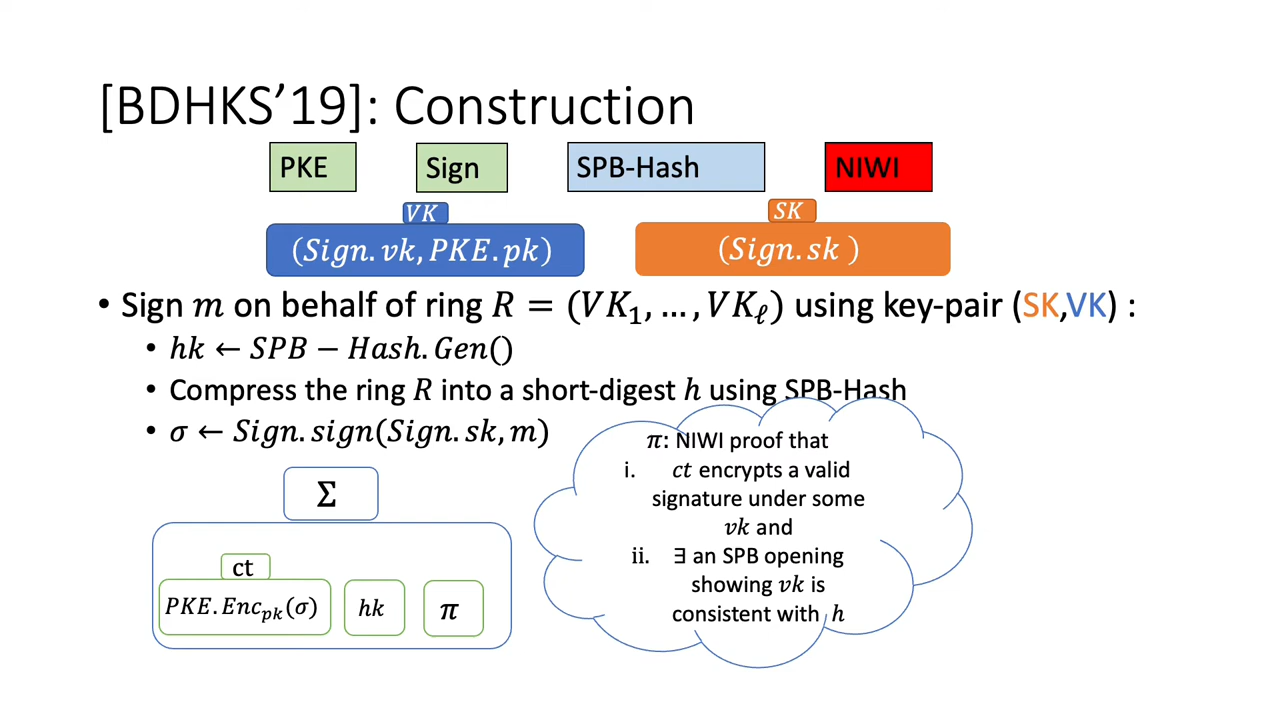 [BDHKS’19]: Construction
PKE
Sign
SPB-Hash
NIWI
VK
SK
(Sign.vk, PKE.pk)
(Sign.sk )
• Sign m on behalf of ring R = (VK₁, … , VKℓ) using key-pair (SK,VK) :
• hk ← SPB − Hash.Gen()
• Compress the ring R into a short-digest h using SPB-Hash
• σ ← Sign.sign(Sign.sk, m)
π: NIWI proof that
i. ct encrypts a valid
signature under some
vk and
ii. ∃ an SPB opening
showing vk is
consistent with h
Σ
ct
PKE.Enc_pk(σ)
hk
π